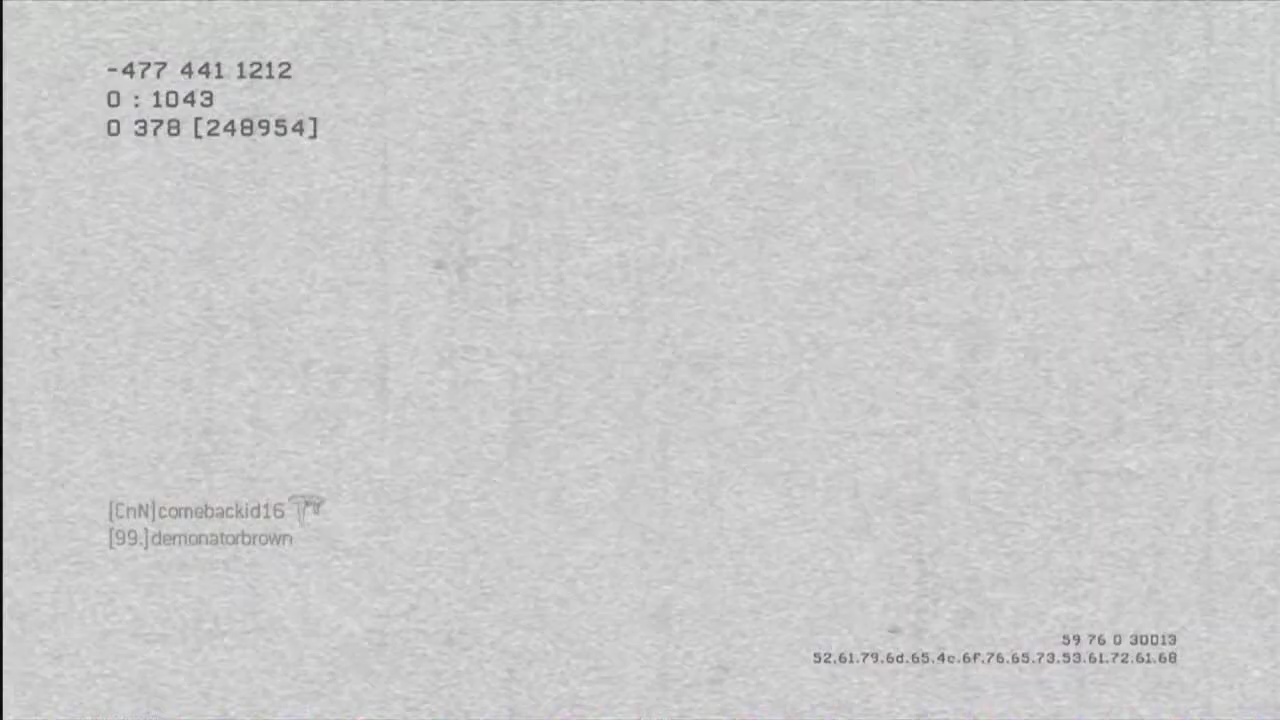 -477 441 1212
0 : 1043
0 378 [248954]
[EnN]comebackid16
[99.]demonatorbrown
59 76 0 30013
52.61.79.6d.65.4c.6f.76.65.73.53.61.72.61.68